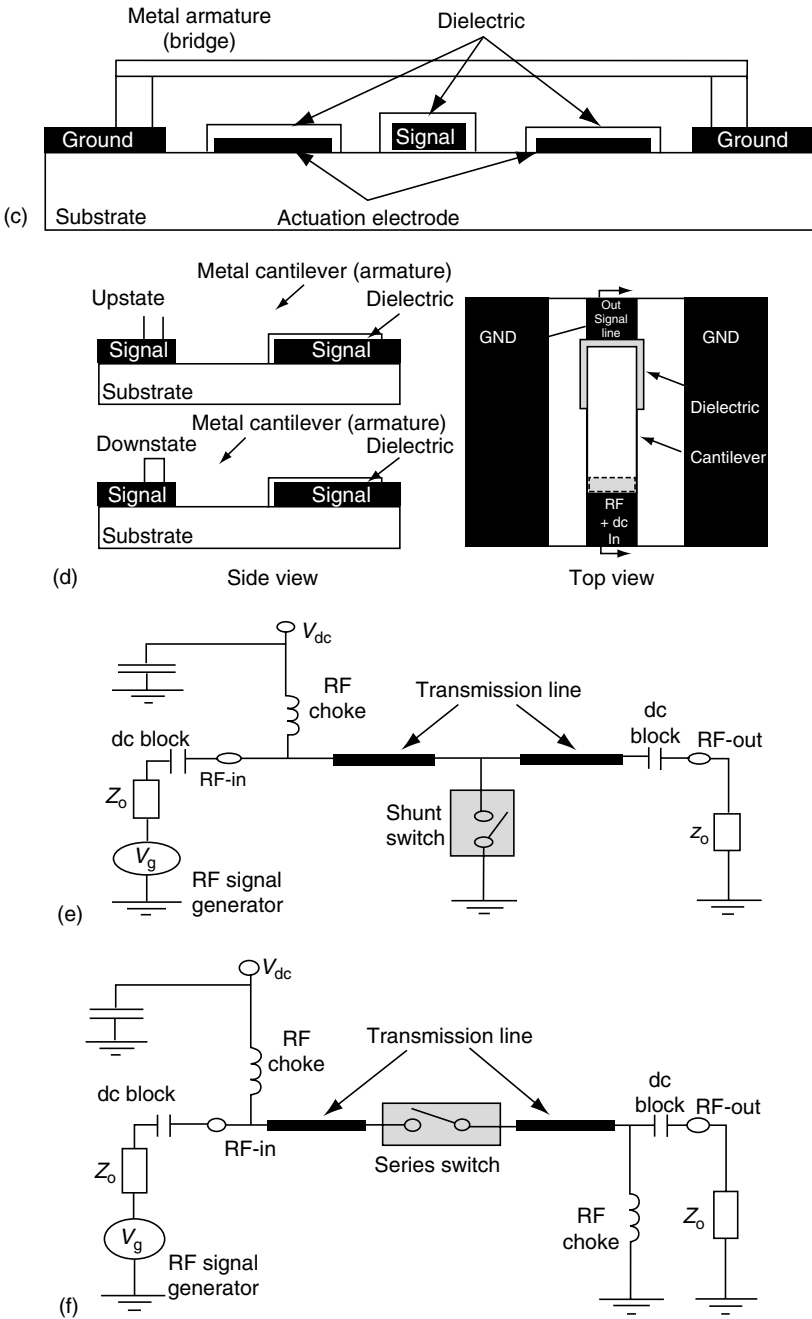 Metal armature
(bridge)
Dielectric
Ground
Signal
Ground
Substrate
Actuation electrode
(c)
Metal cantilever (armature)
Upstate
Dielectric
Signal
Signal
Substrate
Metal cantilever (armature)
Downstate
Dielectric
Signal
Signal
Substrate
Side view
Out
Signal
line
GND
GND
Dielectric
Cantilever
RF
+ dc
In
Top view
(d)
Vdc
RF
choke
Transmission line
dc block
RF-in
dc
block
RF-out
Zo
Shunt
switch
zo
Vg
RF signal
generator
(e)
Vdc
RF
choke
Transmission line
dc block
RF-in
dc
block
RF-out
Series switch
Zo
RF
choke
Zo
Vg
RF signal
generator
(f)